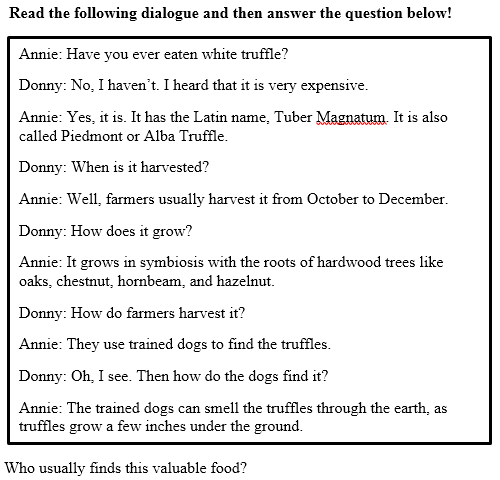 Read the following dialogue and then answer the question below!
Annie: Have you ever eaten white truffle?
Donny: No, I haven’t. I heard that it is very expensive.
Annie: Yes, it is. It has the Latin name, Tuber Magnatum. It is also
called Piedmont or Alba Truffle.
Donny: When is it harvested?
Annie: Well, farmers usually harvest it from October to December.
Donny: How does it grow?
Annie: It grows in symbiosis with the roots of hardwood trees like
oaks, chestnut, hornbeam, and hazelnut.
Donny: How do farmers harvest it?
Annie: They use trained dogs to find the truffles.
Donny: Oh, I see. Then how do the dogs find it?
Annie: The trained dogs can smell the truffles through the earth, as
truffles grow a few inches under the ground.
Who usually finds this valuable food?